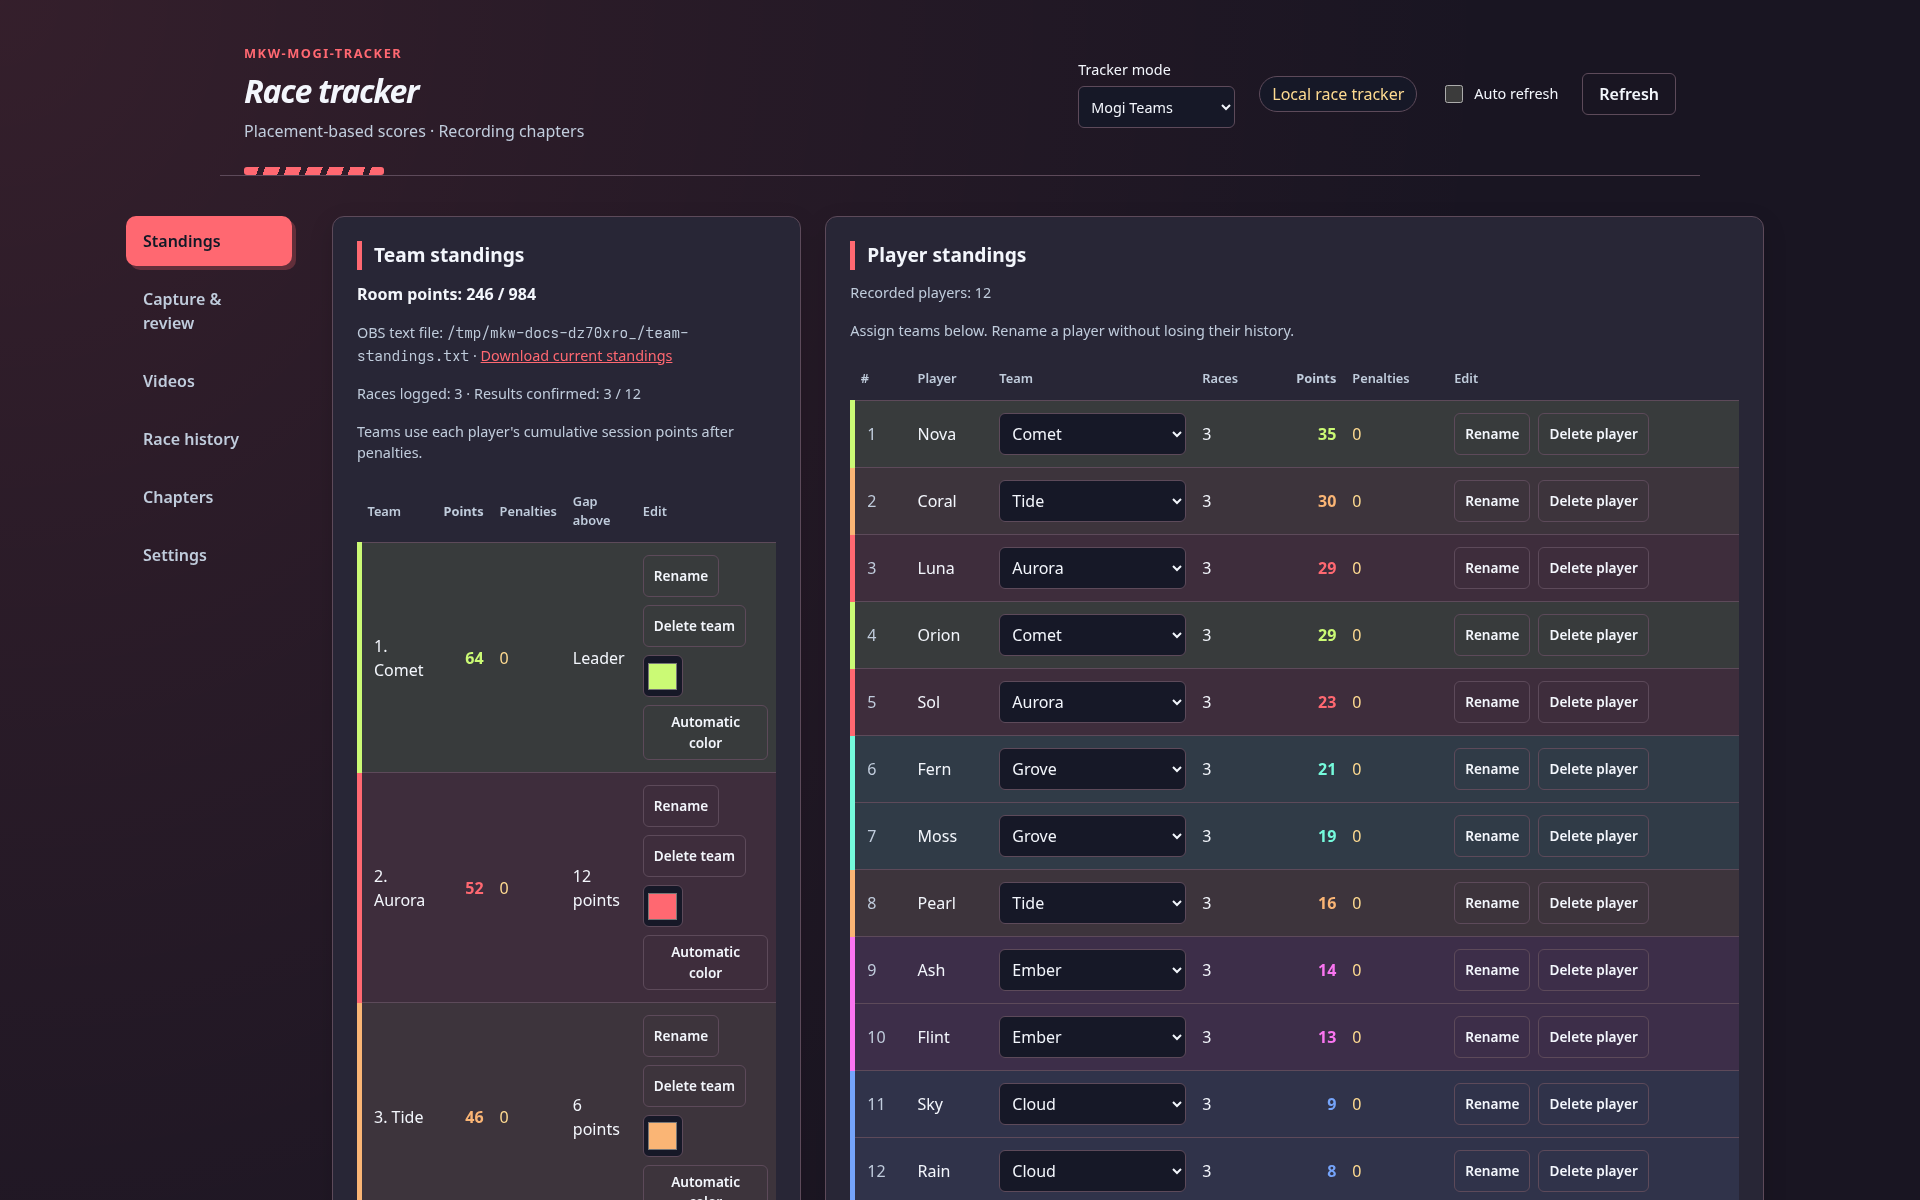 MKW-MOGI-TRACKER
Race tracker
Placement-based scores · Recording chapters
Tracker mode
Mogi Teams
Local race tracker
Auto refresh
Refresh
Standings
Capture &
review
Videos
Race history
Chapters
Settings
Team standings
Room points: 246 / 984
OBS text file: /tmp/mkw-docs-dz70xro_/team-
standings.txt · Download current standings
Races logged: 3 · Results confirmed: 3 / 12
Teams use each player's cumulative session points after
penalties.
Team Points Penalties Gap above Edit
1. Comet 64 0 Leader
Rename
Delete team
Automatic
color
2. Aurora 52 0 12 points
Rename
Delete team
Automatic
color
3. Tide 46 0 6 points
Rename
Delete team
Automatic
color
Player standings
Recorded players: 12
Assign teams below. Rename a player without losing their history.
# Player Team Races Points Penalties Edit
1 Nova Comet 3 35 0 Rename Delete player
2 Coral Tide 3 30 0 Rename Delete player
3 Luna Aurora 3 29 0 Rename Delete player
4 Orion Comet 3 29 0 Rename Delete player
5 Sol Aurora 3 23 0 Rename Delete player
6 Fern Grove 3 21 0 Rename Delete player
7 Moss Grove 3 19 0 Rename Delete player
8 Pearl Tide 3 16 0 Rename Delete player
9 Ash Ember 3 14 0 Rename Delete player
10 Flint Ember 3 13 0 Rename Delete player
11 Sky Cloud 3 9 0 Rename Delete player
12 Rain Cloud 3 8 0 Rename Delete player